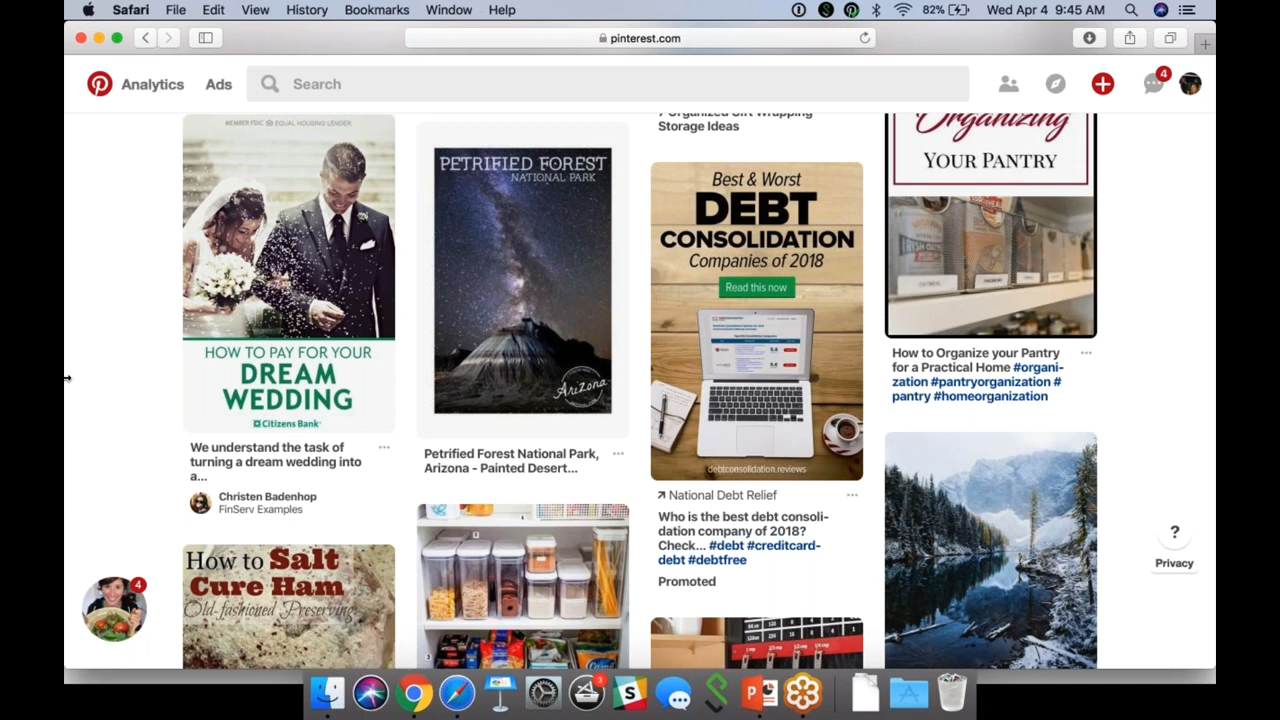 Safari File Edit View History Bookmarks Window Help
82% Wed Apr 4 9:45 AM
pinterest.com
Analytics Ads Search
4
MEMBER FDIC EQUAL HOUSING LENDER
HOW TO PAY FOR YOUR
DREAM
WEDDING
Citizens Bank
We understand the task of
turning a dream wedding into
a...
Christen Badenhop
FinServ Examples
How to Salt
Cure Ham
Old-fashioned Preserving
4
PETRIFIED FOREST
NATIONAL PARK
Arizona
Petrified Forest National Park,
Arizona - Painted Desert...
7 Organized Gift Wrapping
Storage Ideas
Best & Worst
DEBT
CONSOLIDATION
Companies of 2018
Read this now
debtconsolidation.reviews
National Debt Relief
Who is the best debt consoli-
dation company of 2018?
Check... #debt #creditcard-
debt #debtfree
Promoted
Organizing
YOUR PANTRY
How to Organize your Pantry
for a Practical Home #organi-
zation #pantryorganization #
pantry #homeorganization
?
Privacy
3